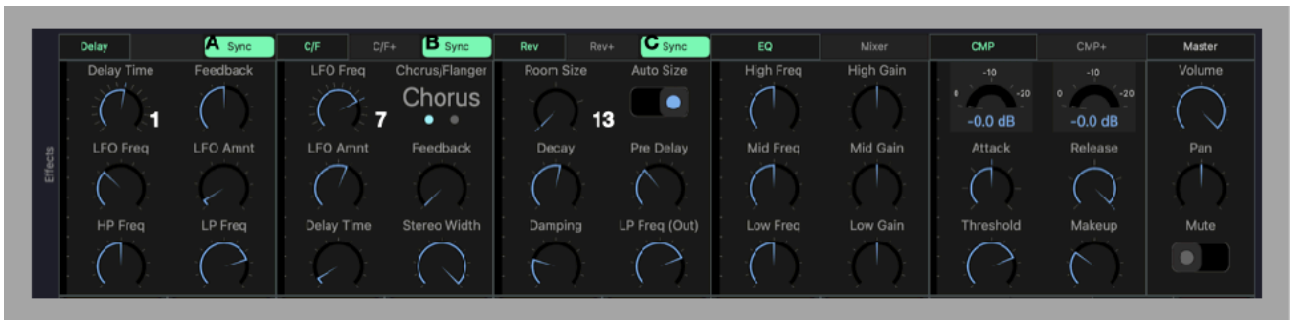 Delay A Sync C/F C/F+ B Sync Rev Rev+ C Sync EQ Mixer CMP CMP+ Master
Delay Time Feedback LFO Freq Chorus/Flanger Room Size Auto Size High Freq High Gain -10 -10 Volume
Chorus
0 -20 0 -20
1 7 13 -0.0 dB -0.0 dB
LFO Freq LFO Amnt LFO Amnt Feedback Decay Pre Delay Mid Freq Mid Gain Attack Release Pan
Effects
HP Freq LP Freq Delay Time Stereo Width Damping LP Freq (Out) Low Freq Low Gain Threshold Makeup Mute